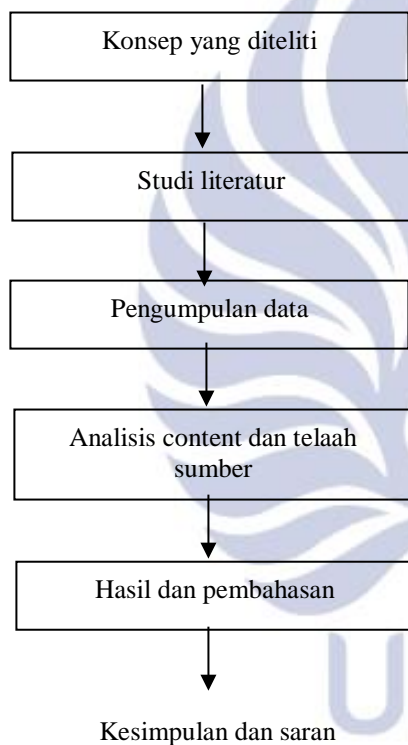 Konsep yang diteliti
Studi literatur
Pengumpulan data
Analisis content dan telaah
sumber
Hasil dan pembahasan
Kesimpulan dan saran